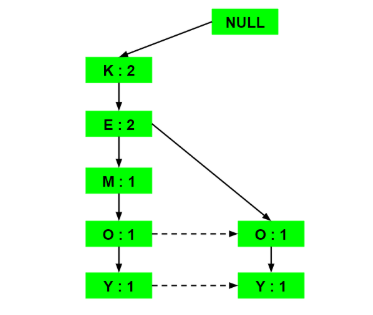 NULL
K : 2
E : 2
M : 1
O : 1
O : 1
Y : 1
Y : 1